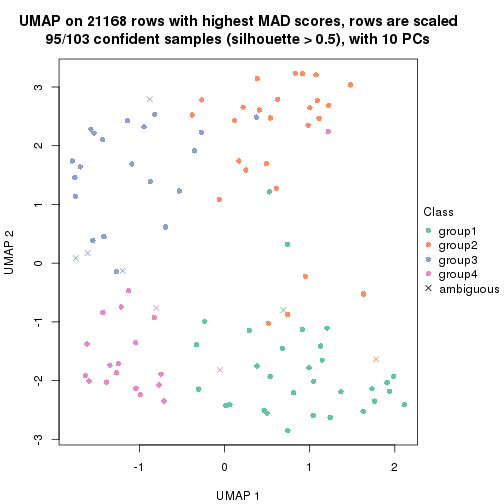 UMAP on 21168 rows with highest MAD scores, rows are scaled
95/103 confident samples (silhouette > 0.5), with 10 PCs
3
2
1
0
-1
-2
-3
UMAP 2
-1
0
1
2
UMAP 1
Class
group1
group2
group3
group4
ambiguous